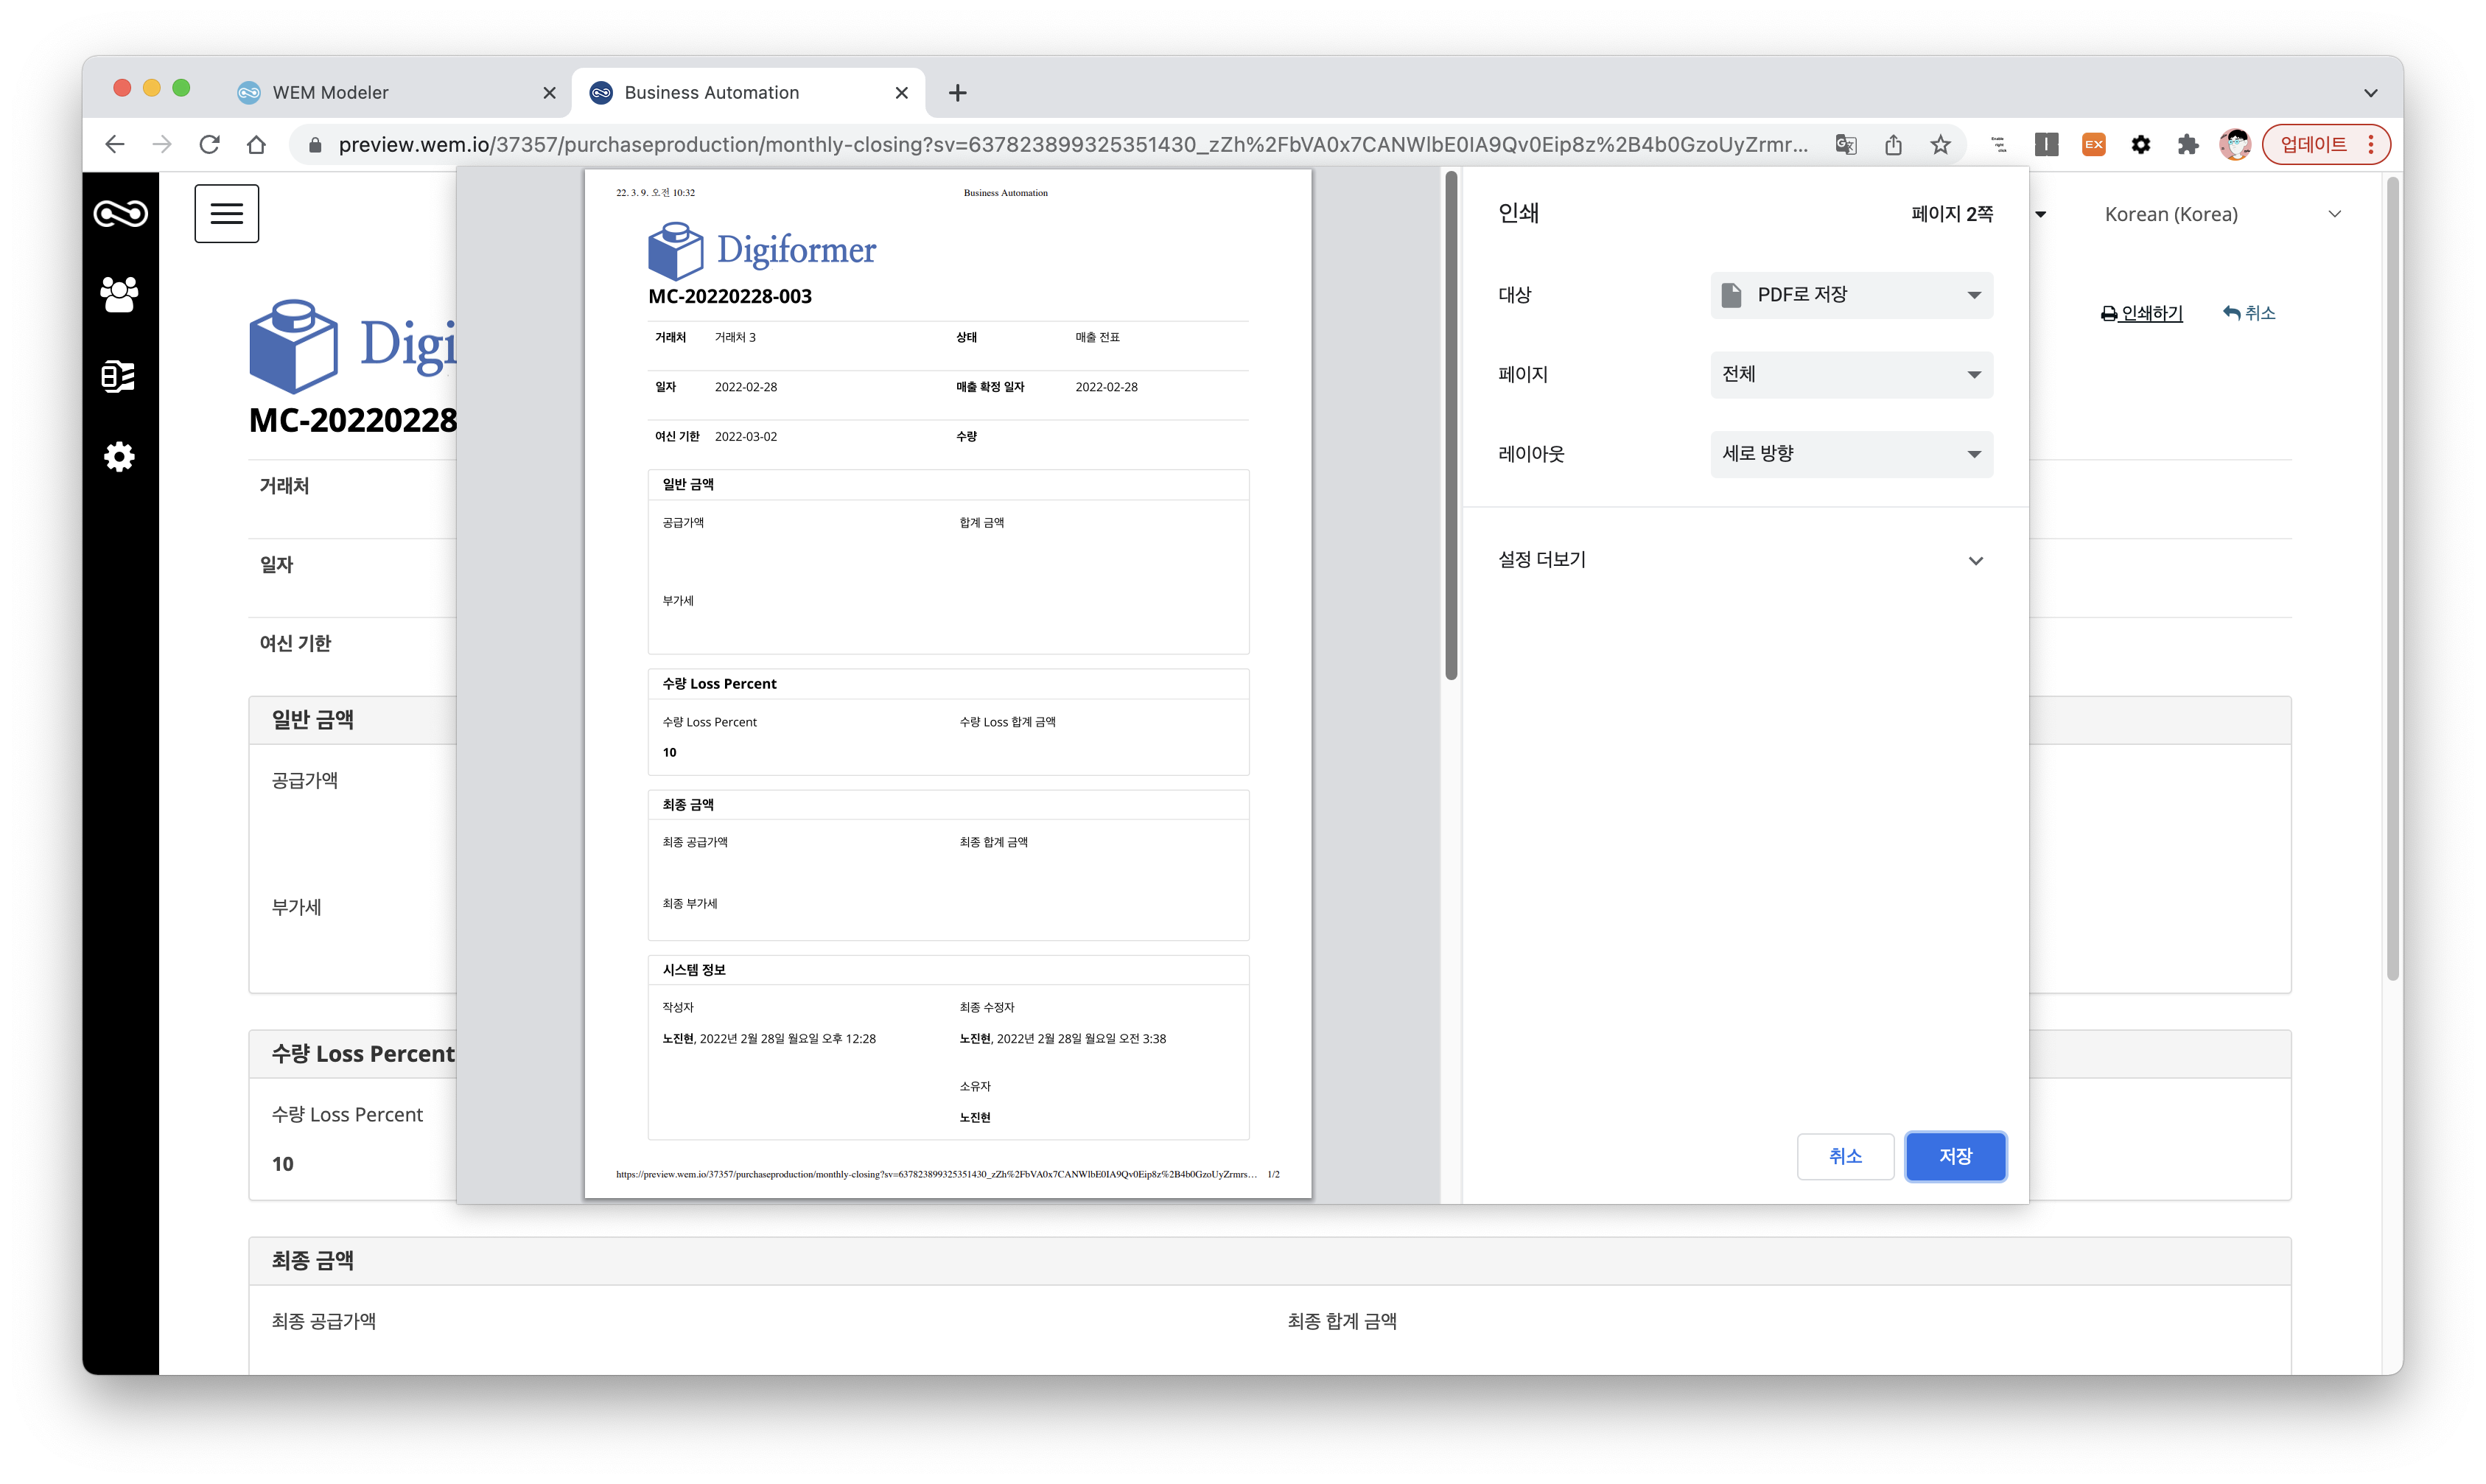 WEM Modeler
Business Automation
preview.wem.io/37357/purchaseproduction/monthly-closing?sv=637823899325351430_zZh%2FbVA0x7CANWlbE0IA9Qv0Eip8z%2B4b0GzoUyZrmr...
EX
업데이트
Korean (Korea)
인쇄하기
취소
Digi
MC-20220228
거래처
일자
여신 기한
일반 금액
공급가액
부가세
수량 Loss Percent
수량 Loss Percent
10
최종 금액
최종 공급가액
최종 합계 금액
22. 3. 9. 오전 10:32
Business Automation
Digiformer
MC-20220228-003
거래처 거래처 3 상태 매출 전표
일자 2022-02-28 매출 확정 일자 2022-02-28
여신 기한 2022-03-02 수량
일반 금액
공급가액 합계 금액
부가세
수량 Loss Percent
수량 Loss Percent 수량 Loss 합계 금액
10
최종 금액
최종 공급가액 최종 합계 금액
최종 부가세
시스템 정보
작성자 최종 수정자
노진현, 2022년 2월 28일 월요일 오후 12:28 노진현, 2022년 2월 28일 월요일 오전 3:38
소유자
노진현
https://preview.wem.io/37357/purchaseproduction/monthly-closing?sv=637823899325351430_zZh%2FbVA0x7CANWlbE0IA9Qv0Eip8z%2B4b0GzoUyZrmrs... 1/2
인쇄 페이지 2쪽
대상 PDF로 저장
페이지 전체
레이아웃 세로 방향
설정 더보기
취소 저장